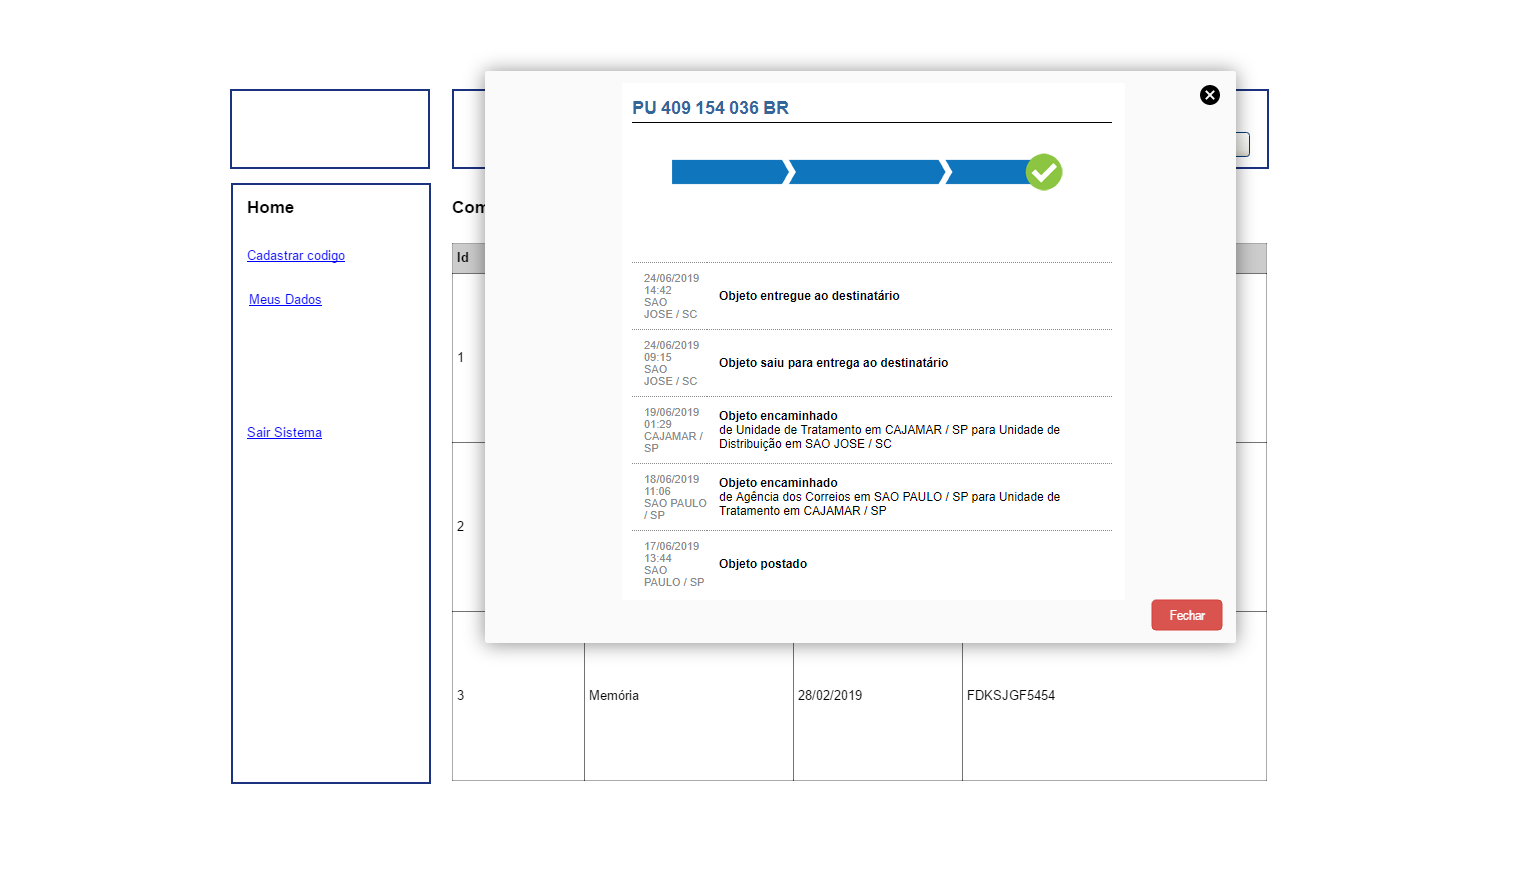 PU 409 154 036 BR
Home
Cadastrar codigo
Meus Dados
Sair Sistema
Com
Id
1
2
24/06/2019
14:42
SAO
JOSE / SC
Objeto entregue ao destinatário
24/06/2019
09:15
SAO
JOSE / SC
Objeto saiu para entrega ao destinatário
19/06/2019
01:29
CAJAMAR /
SP
Objeto encaminhado
de Unidade de Tratamento em CAJAMAR / SP para Unidade de
Distribuição em SAO JOSE / SC
18/06/2019
11:06
SAO PAULO
/ SP
Objeto encaminhado
de Agência dos Correios em SAO PAULO / SP para Unidade de
Tratamento em CAJAMAR / SP
17/06/2019
13:44
SAO
PAULO / SP
Objeto postado
Fechar
3 Memória 28/02/2019 FDKSJGF5454